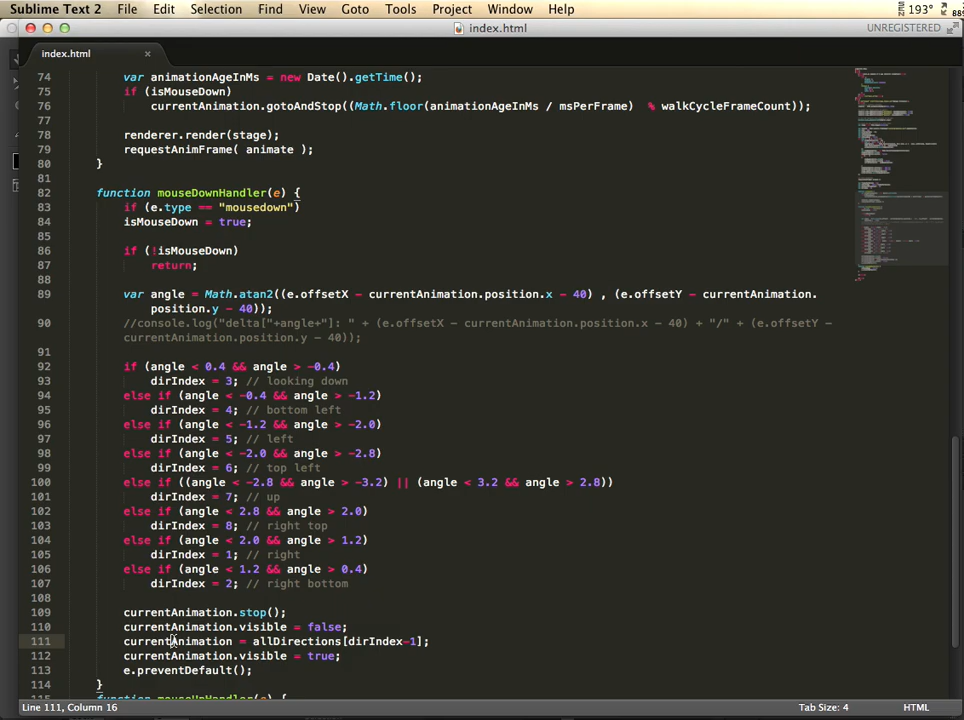 Sublime Text 2 File Edit Selection Find View Goto Tools Project Window Help 193°
index.html UNREGISTERED
index.html ×
74 var animationAgeInMs = new Date().getTime();
75 if (isMouseDown)
76 currentAnimation.gotoAndStop((Math.floor(animationAgeInMs / msPerFrame) % walkCycleFrameCount));
77
78 renderer.render(stage);
79 requestAnimFrame( animate );
80 }
81
82 function mouseDownHandler(e) {
83 if (e.type == "mousedown")
84 isMouseDown = true;
85
86 if (!isMouseDown)
87 return;
88
89 var angle = Math.atan2((e.offsetX - currentAnimation.position.x - 40) , (e.offsetY - currentAnimation.
position.y - 40));
90 //console.log("delta["+angle+"]: " + (e.offsetX - currentAnimation.position.x - 40) + "/" + (e.offsetY -
currentAnimation.position.y - 40));
91
92 if (angle < 0.4 && angle > -0.4)
93 dirIndex = 3; // looking down
94 else if (angle < -0.4 && angle > -1.2)
95 dirIndex = 4; // bottom left
96 else if (angle < -1.2 && angle > -2.0)
97 dirIndex = 5; // left
98 else if (angle < -2.0 && angle > -2.8)
99 dirIndex = 6; // top left
100 else if ((angle < -2.8 && angle > -3.2) || (angle < 3.2 && angle > 2.8))
101 dirIndex = 7; // up
102 else if (angle < 2.8 && angle > 2.0)
103 dirIndex = 8; // right top
104 else if (angle < 2.0 && angle > 1.2)
105 dirIndex = 1; // right
106 else if (angle < 1.2 && angle > 0.4)
107 dirIndex = 2; // right bottom
108
109 currentAnimation.stop();
110 currentAnimation.visible = false;
111 currentAnimation = allDirections[dirIndex-1];
112 currentAnimation.visible = true;
113 e.preventDefault();
114 }
115 function mouseUpHandler(e) {
Line 111, Column 16 Tab Size: 4 HTML